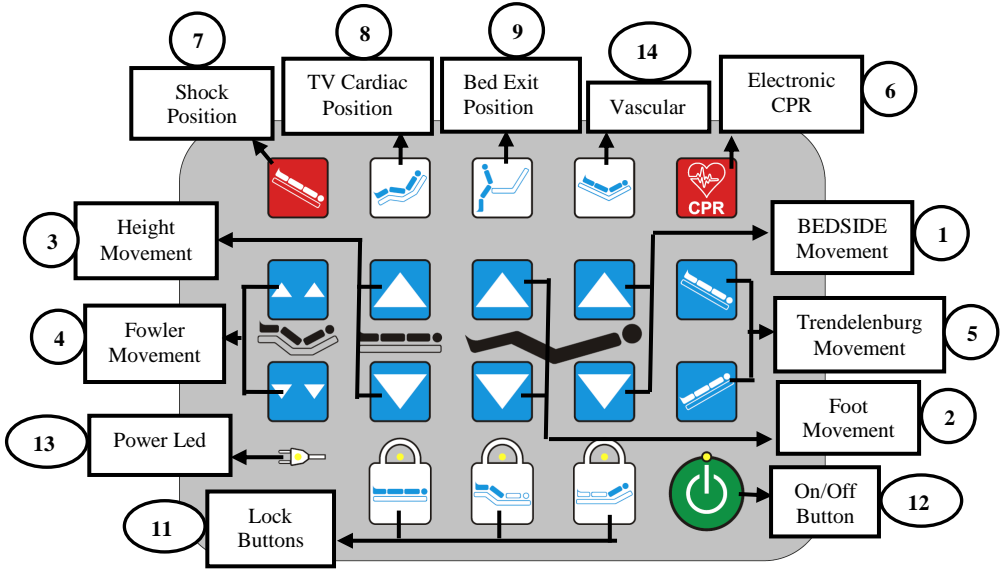 7
8
9
14
6
Shock
Position
TV Cardiac
Position
Bed Exit
Position
Vascular
Electronic
CPR
CPR
3
Height
Movement
BEDSIDE
Movement
1
4
Fowler
Movement
Trendelenburg
Movement
5
13
Power Led
Foot
Movement
2
11
Lock
Buttons
On/Off
Button
12